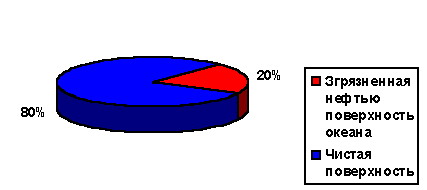 20%
80%
Згрязненная
нефтью
поверхность
океана
Чистая
поверхность